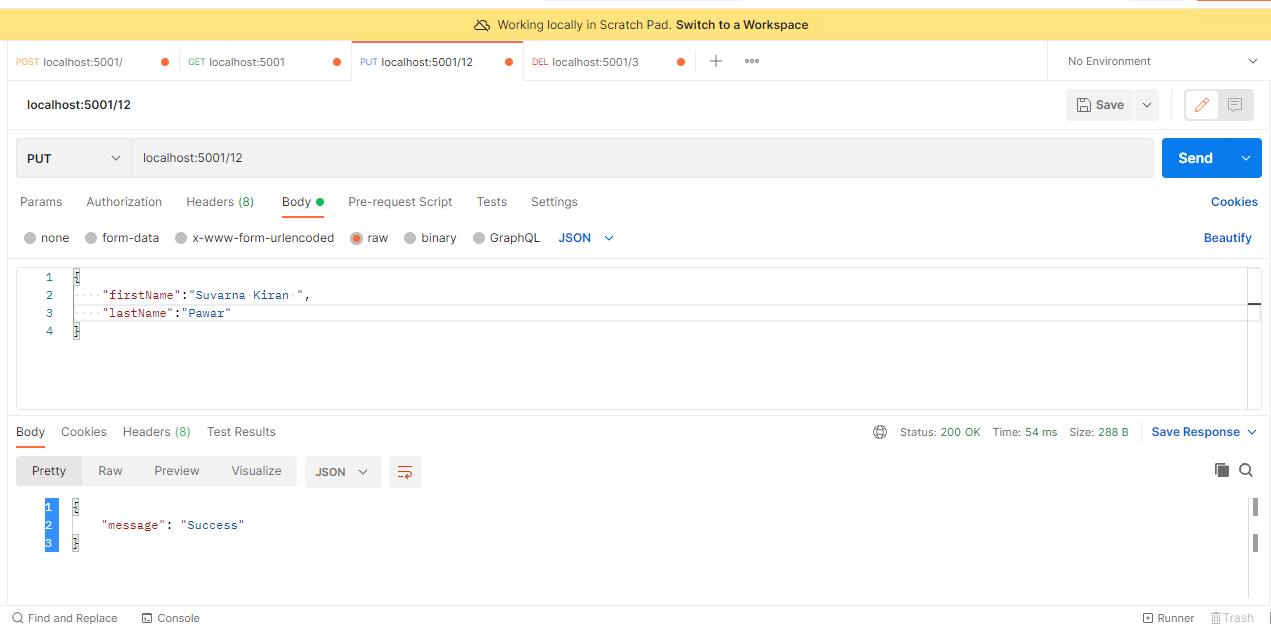 Working locally in Scratch Pad. Switch to a Workspace
POST localhost:5001/ GET localhost:5001 PUT localhost:5001/12 DEL localhost:5001/3 No Environment
localhost:5001/12 Save
PUT localhost:5001/12 Send
Params Authorization Headers (8) Body Pre-request Script Tests Settings Cookies
none form-data x-www-form-urlencoded raw binary GraphQL JSON Beautify
1 {
2 "firstName":"Suvarna Kiran ",
3 "lastName":"Pawar"
4 }
Body Cookies Headers (8) Test Results Status: 200 OK Time: 54 ms Size: 288 B Save Response
Pretty Raw Preview Visualize JSON
1 {
2 "message": "Success"
3 }
Find and Replace Console Runner Trash